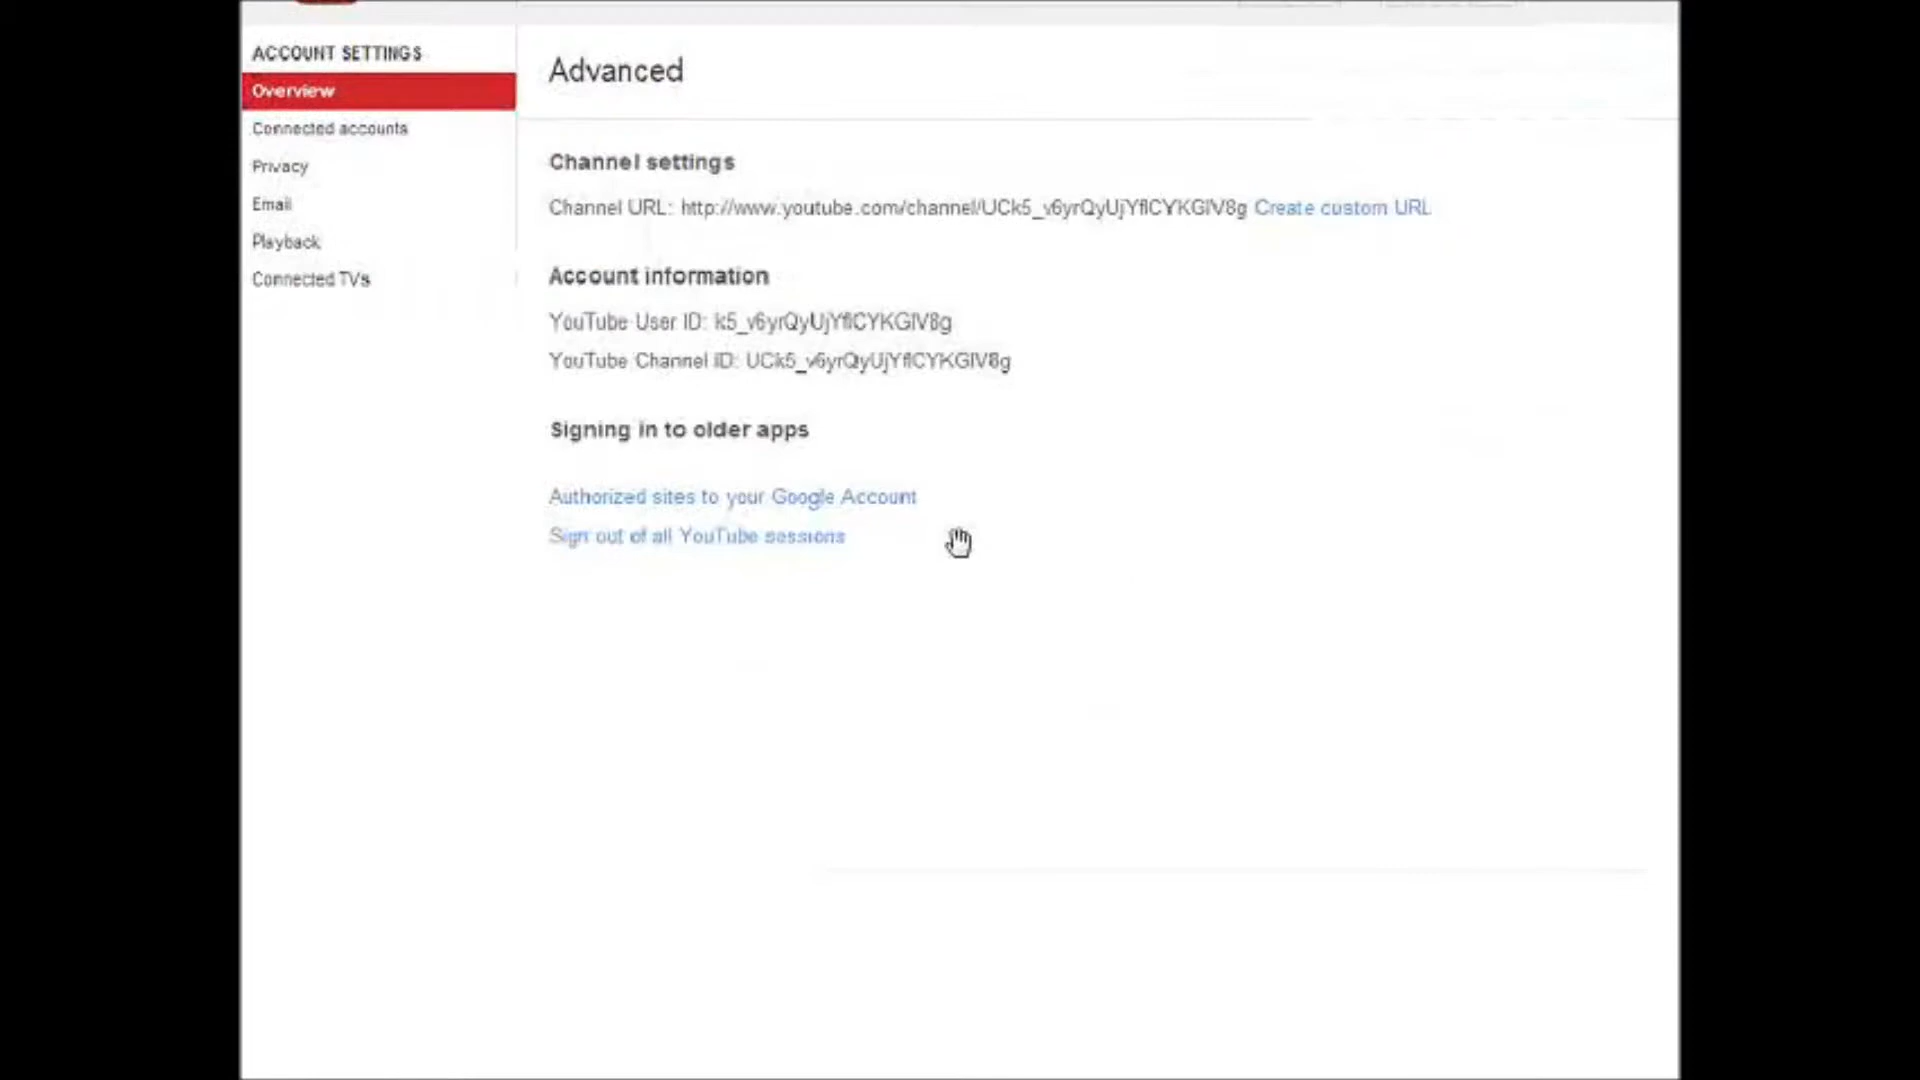 ACCOUNT SETTINGS
Overview
Connected accounts
Privacy
Email
Playback
Connected TVs
Advanced
Channel settings
Channel URL: http://www.youtube.com/channel/UCk5_v6yrQyUjYflCYKGlV8g Create custom URL
Account information
YouTube User ID: k5_v6yrQyUjYflCYKGlV8g
YouTube Channel ID: UCk5_v6yrQyUjYflCYKGlV8g
Signing in to older apps
Authorized sites to your Google Account
Sign out of all YouTube sessions